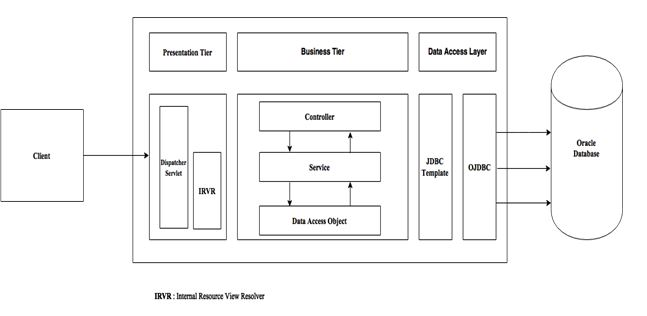 Presentation Tier
Business Tier
Data Access Layer
Client
Dispatcher
Servlet
IRVR
Controller
Service
Data Access Object
JDBC
Template
OJDBC
Oracle
Database
IRVR : Internal Resource View Resolver